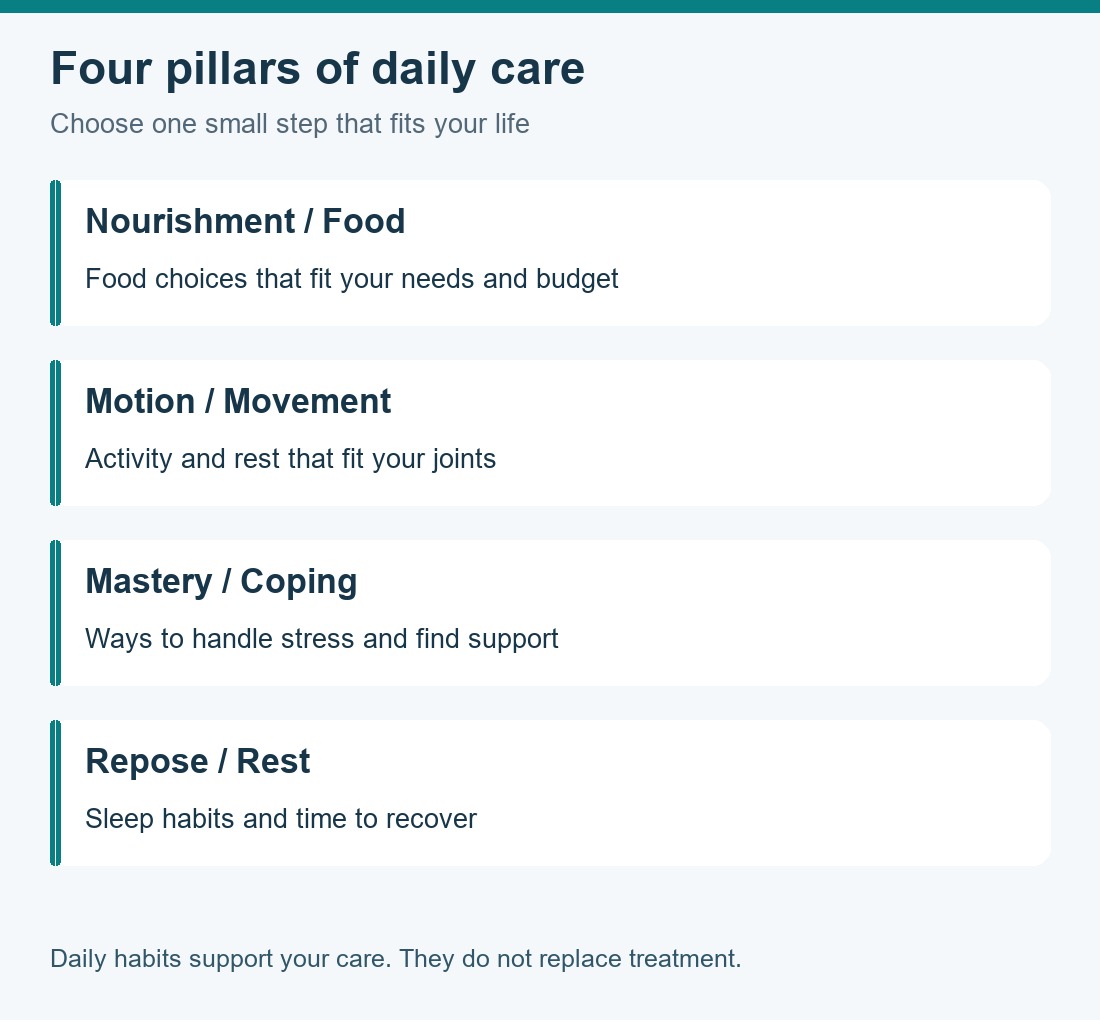 Four pillars of daily care
Choose one small step that fits your life
Nourishment / Food
Food choices that fit your needs and budget
Motion / Movement
Activity and rest that fit your joints
Mastery / Coping
Ways to handle stress and find support
Repose / Rest
Sleep habits and time to recover
Daily habits support your care. They do not replace treatment.